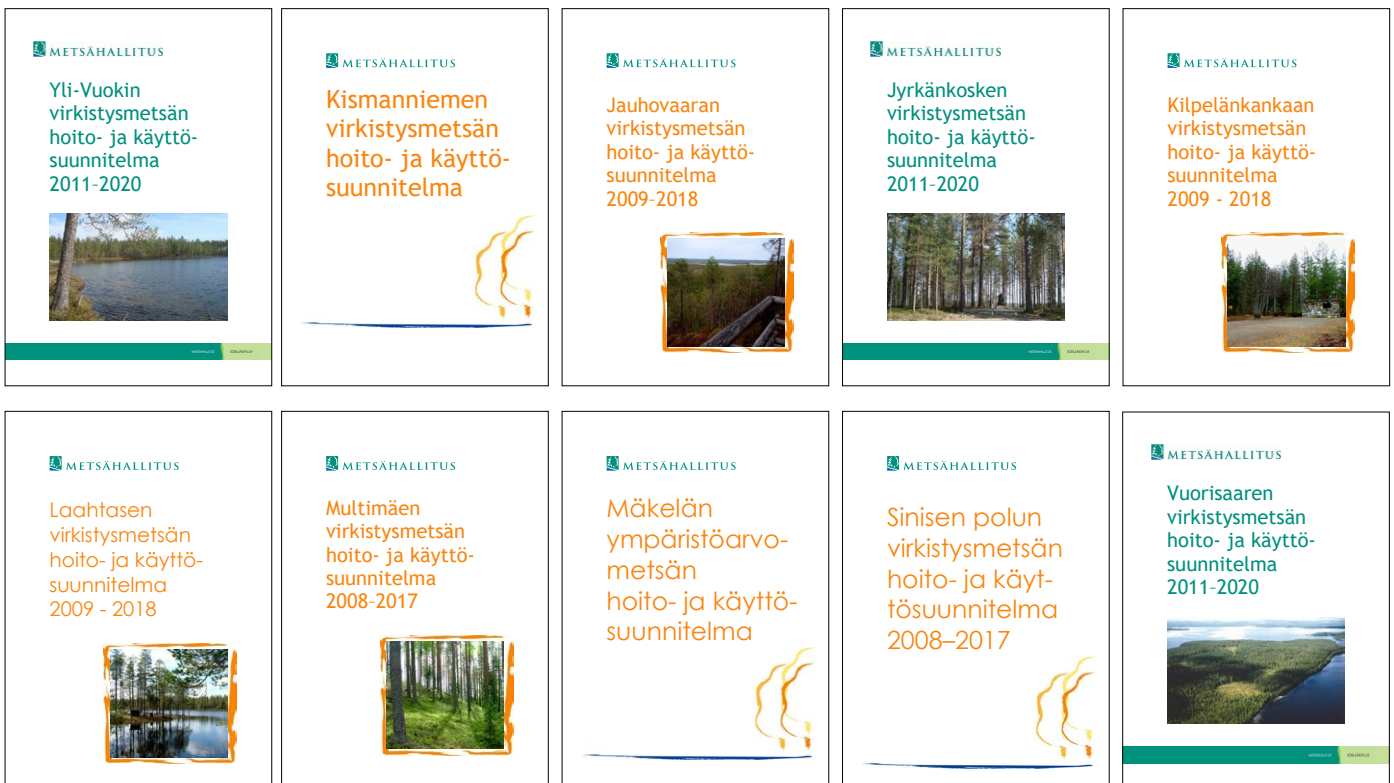 METSÄHALLITUS
Yli-Vuokin
virkistysmetsän
hoito- ja käyttö-
suunnitelma
2011-2020
METSÄHALLITUS
Kismanniemen
virkistysmetsän
hoito- ja käyttö-
suunnitelma
METSÄHALLITUS
Jauhovaaran
virkistysmetsän
hoito- ja käyttö-
suunnitelma
2009-2018
METSÄHALLITUS
Jyrkänkosken
virkistysmetsän
hoito- ja käyttö-
suunnitelma
2011-2020
METSÄHALLITUS
Kilpelänkankaan
virkistysmetsän
hoito- ja käyttö-
suunnitelma
2009 - 2018
METSÄHALLITUS
Laahtasen
virkistysmetsän
hoito- ja käyttö-
suunnitelma
2009 - 2018
METSÄHALLITUS
Multimäen
virkistysmetsän
hoito- ja käyttö-
suunnitelma
2008-2017
METSÄHALLITUS
Mäkelän
ympäristöarvo-
metsän
hoito- ja käyttö-
suunnitelma
METSÄHALLITUS
Sinisen polun
virkistysmetsän
hoito- ja käyt-
tösuunnitelma
2008–2017
METSÄHALLITUS
Vuorisaaren
virkistysmetsän
hoito- ja käyttö-
suunnitelma
2011-2020